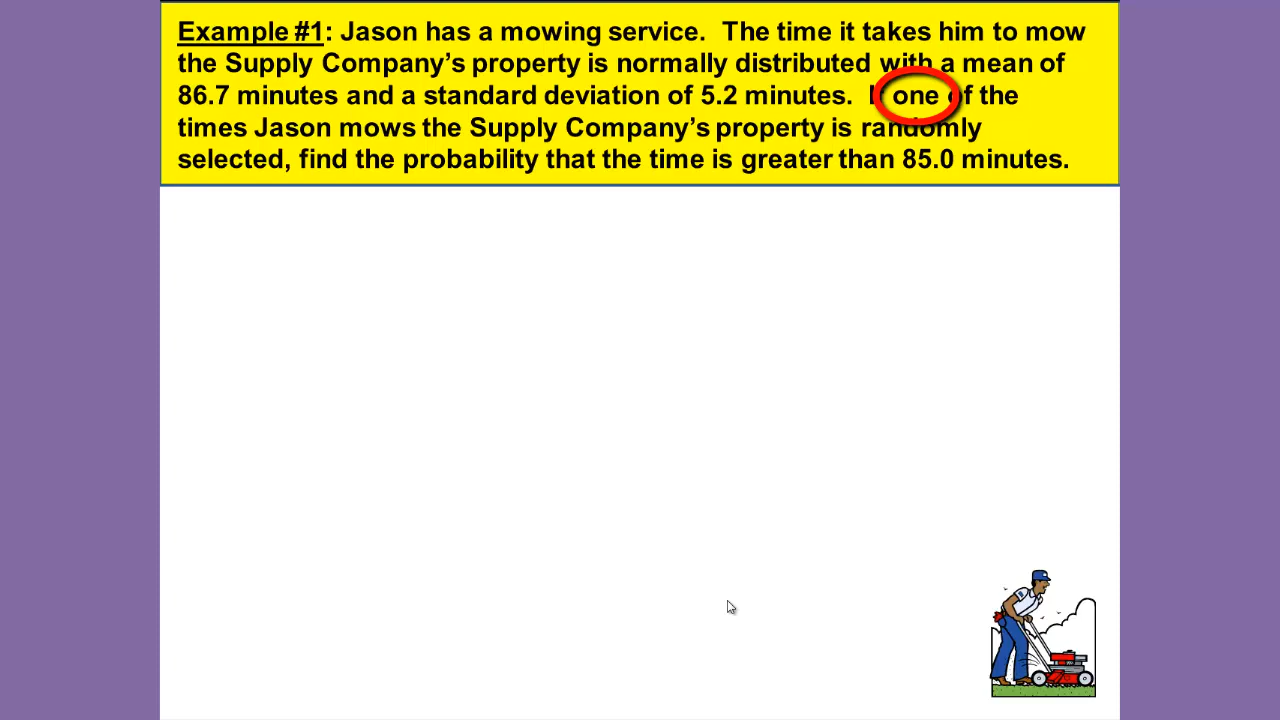 Example #1: Jason has a mowing service. The time it takes him to mow
the Supply Company’s property is normally distributed with a mean of
86.7 minutes and a standard deviation of 5.2 minutes. If one of the
times Jason mows the Supply Company’s property is randomly
selected, find the probability that the time is greater than 85.0 minutes.